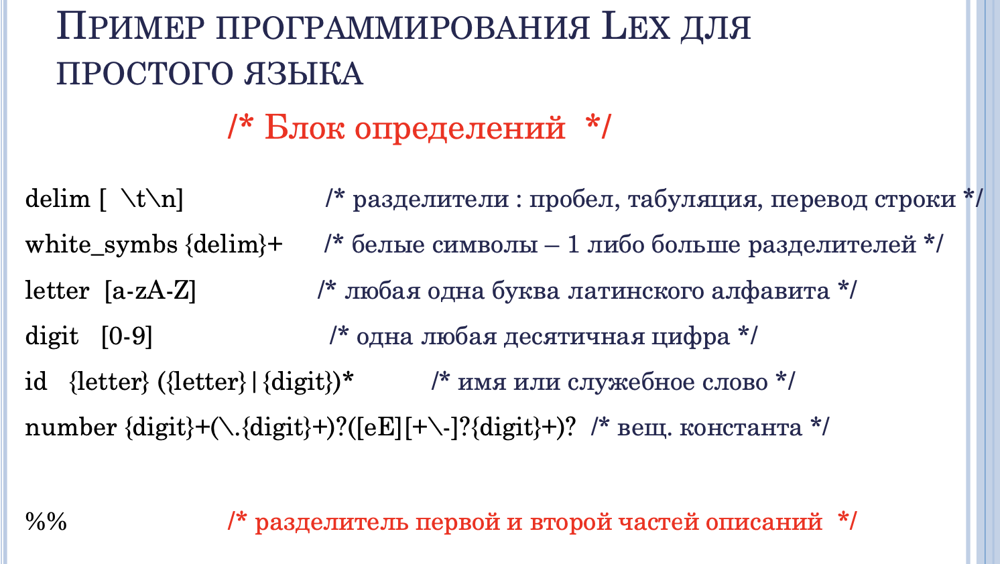 Пример программирования Lex для
простого языка
/* Блок определений */
delim [ \t\n] /* разделители : пробел, табуляция, перевод строки */
white_symbs {delim}+ /* белые символы – 1 либо больше разделителей */
letter [a-zA-Z] /* любая одна буква латинского алфавита */
digit [0-9] /* одна любая десятичная цифра */
id {letter} ({letter}|{digit})* /* имя или служебное слово */
number {digit}+(\.{digit}+)?([eE][+\-]?{digit}+)? /* вещ. константа */
%% /* разделитель первой и второй частей описаний */